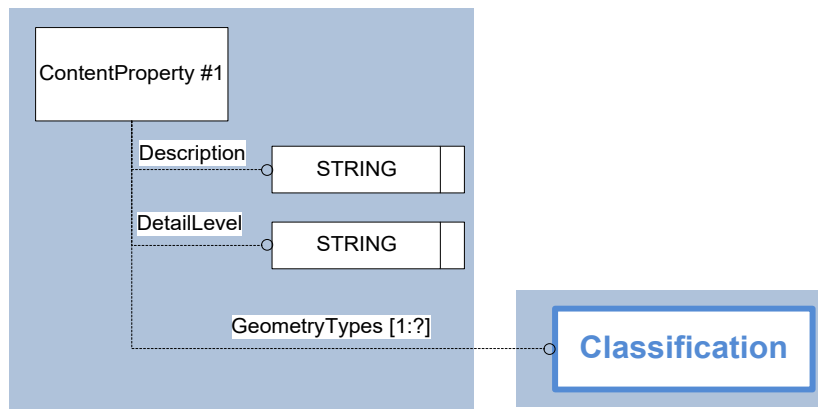 ContentProperty #1
Description
STRING
DetailLevel
STRING
GeometryTypes [1:?]
Classification